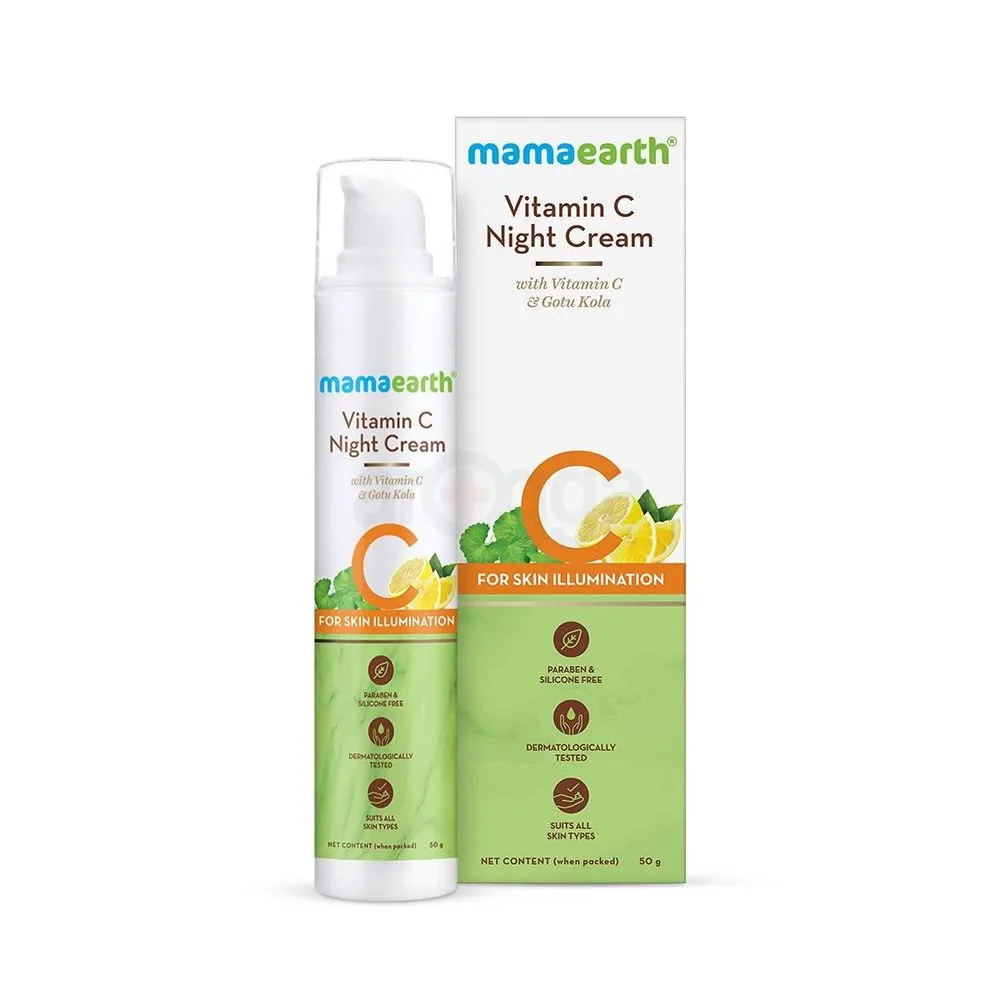 mamaearth®
Vitamin C
Night Cream
with Vitamin C
& Gotu Kola
C
FOR SKIN ILLUMINATION
PARABEN &
SILICONE FREE
DERMATOLOGICALLY
TESTED
SUITS ALL
SKIN TYPES
NET CONTENT (when packed) 50 g
mamaearth®
Vitamin C
Night Cream
with Vitamin C
& Gotu Kola
C
FOR SKIN ILLUMINATION
PARABEN &
SILICONE FREE
DERMATOLOGICALLY
TESTED
SUITS ALL
SKIN TYPES
NET CONTENT (when packed) 50 g